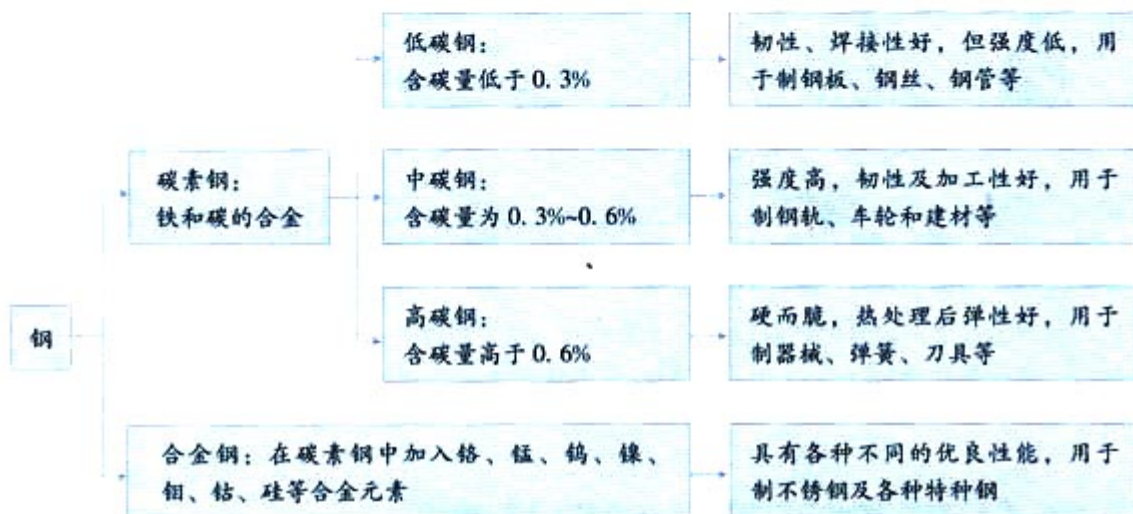 低碳钢：
含碳量低于 0.3%
韧性、焊接性好，但强度低，用
于制钢板、钢丝、钢管等
碳素钢：
铁和碳的合金
中碳钢：
含碳量为 0.3%~0.6%
强度高，韧性及加工性好，用于
制钢轨、车轮和建材等
钢
高碳钢：
含碳量高于 0.6%
硬而脆，热处理后弹性好，用于
制器械、弹簧、刀具等
合金钢：在碳素钢中加入铬、锰、钨、镍、
钼、钴、硅等合金元素
具有各种不同的优良性能，用于
制不锈钢及各种特种钢